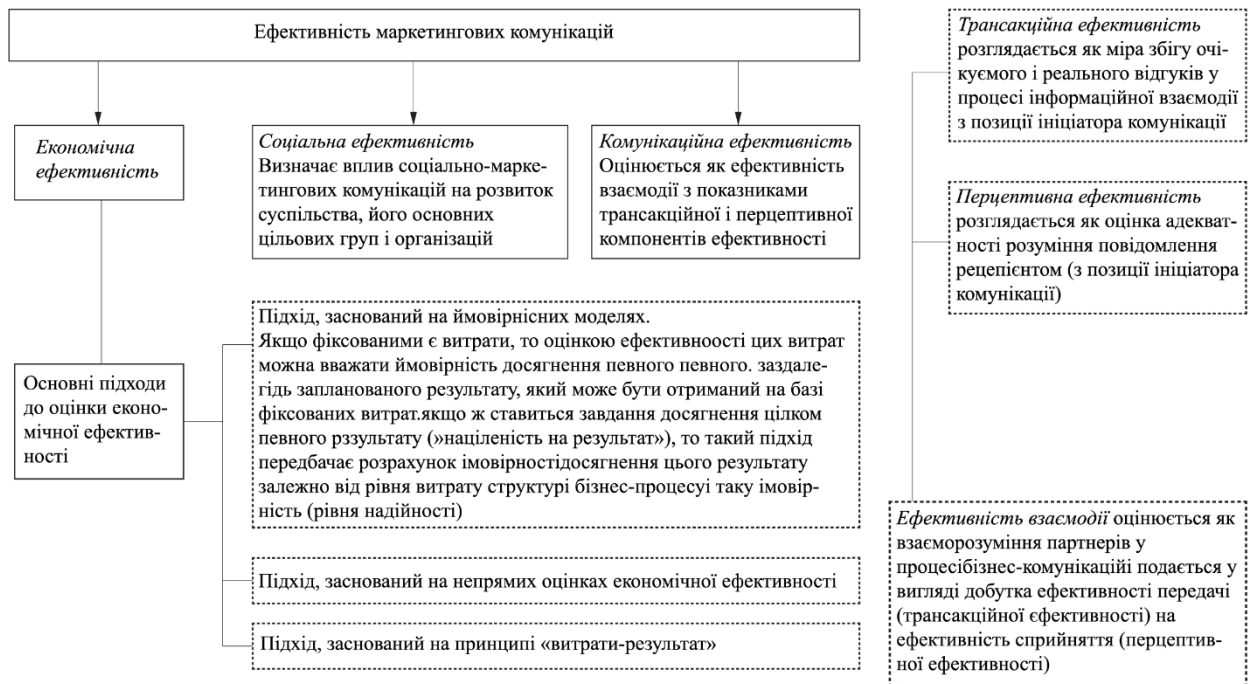 Ефективність маркетингових комунікацій
Економічна
ефективність
Соціальна ефективність
Визначає вплив соціально-марке-
тингових комунікацій на розвиток
суспільства, його основних
цільових груп і організацій
Комунікаційна ефективність
Оцінюється як ефективність
взаємодії з показниками
трансакційної і перцептивної
компонентів ефективності
Основні підходи
до оцінки еконо-
мічної ефектив-
ності
Підхід, заснований на ймовірнісних моделях.
Якщо фіксованими є витрати, то оцінкою ефективноості цих витрат
можна вважати ймовірність досягнення певного певного. заздале-
гідь запланованого результату, який може бути отриманий на базі
фіксованих витрат.якщо ж ставиться завдання досягнення цілком
певного рззультату (»націленість на результат»), то такий підхід
передбачає розрахунок імовірностідосягнення цього результату
залежно від рівня витрату структурі бізнес-процесуі таку імовір-
ність (рівня надійності)
Підхід, заснований на непрямих оцінках економічної ефективності
Підхід, заснований на принципі «витрати-результат»
Трансакційна ефективність
розглядається як міра збігу очі-
куємого і реального відгуків у
процесі інформаційної взаємодії
з позиції ініціатора комунікації
Перцептивна ефективність
розглядається як оцінка адекват-
ності розуміння повідомлення
рецепієнтом (з позиції ініціатора
комунікації)
Ефективність взаємодії оцінюється як
взаєморозуміння партнерів у
процесібізнес-комунікаційі подається у
вигляді добутка ефективності передачі
(трансакційної єфективності) на
ефективність сприйняття (перцептив-
ної ефективності)